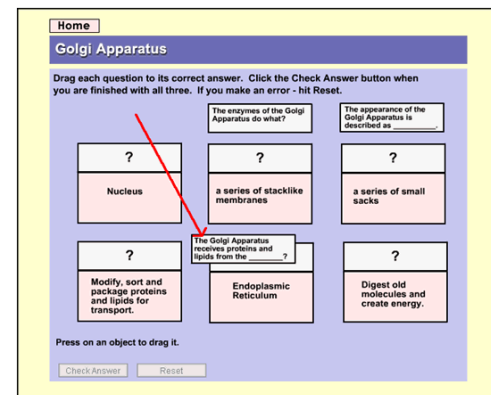 Home
Golgi Apparatus
Drag each question to its correct answer. Click the Check Answer button when
you are finished with all three. If you make an error - hit Reset.
The enzymes of the Golgi
Apparatus do what?
The appearance of the
Golgi Apparatus is
described as __________.
?
?
?
Nucleus
a series of stacklike
membranes
a series of small
sacks
The Golgi Apparatus
receives proteins and
lipids from the ________?
?
?
Modify, sort and
package proteins
and lipids for
transport.
Endoplasmic
Reticulum
Digest old
molecules and
create energy.
Press on an object to drag it.
Check Answer
Reset